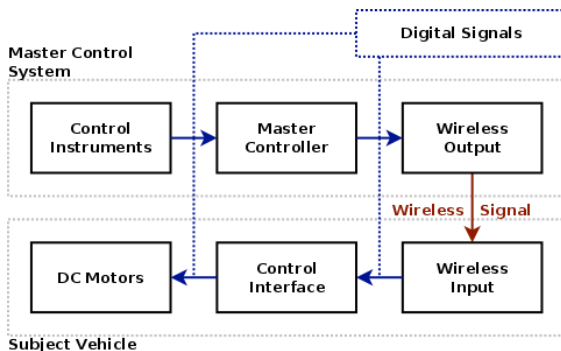 Digital Signals
Master Control
System
Control
Instruments
Master
Controller
Wireless
Output
Wireless Signal
DC Motors
Control
Interface
Wireless
Input
Subject Vehicle